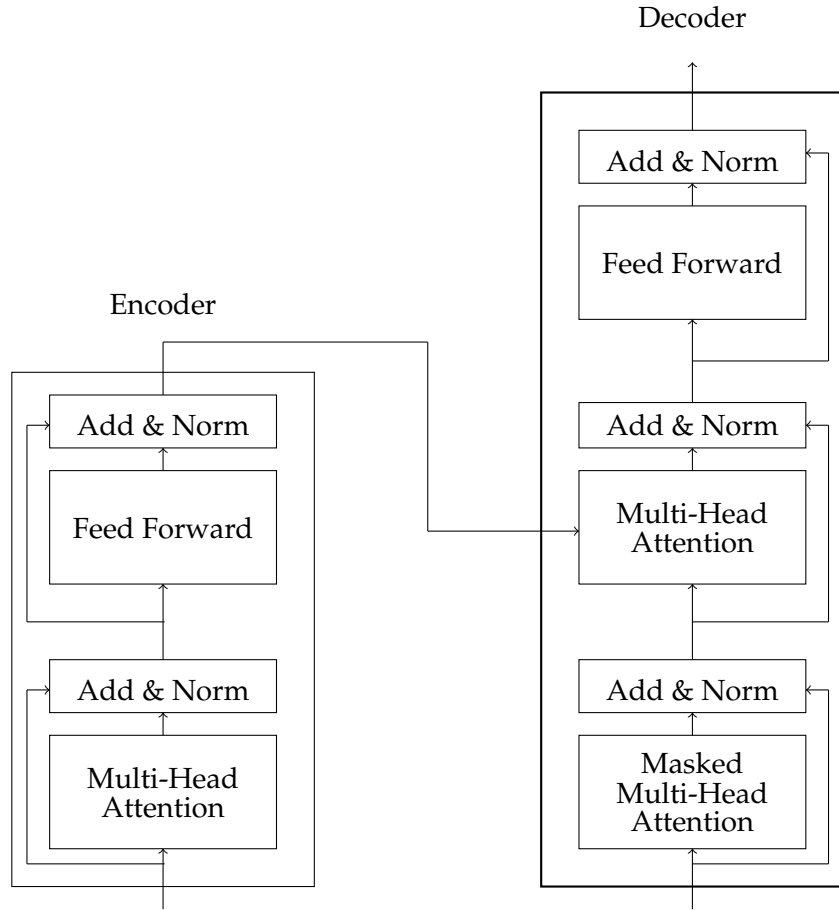 Decoder
Add & Norm
Feed Forward
Add & Norm
Multi-Head
Attention
Add & Norm
Masked
Multi-Head
Attention
Encoder
Add & Norm
Feed Forward
Add & Norm
Multi-Head
Attention